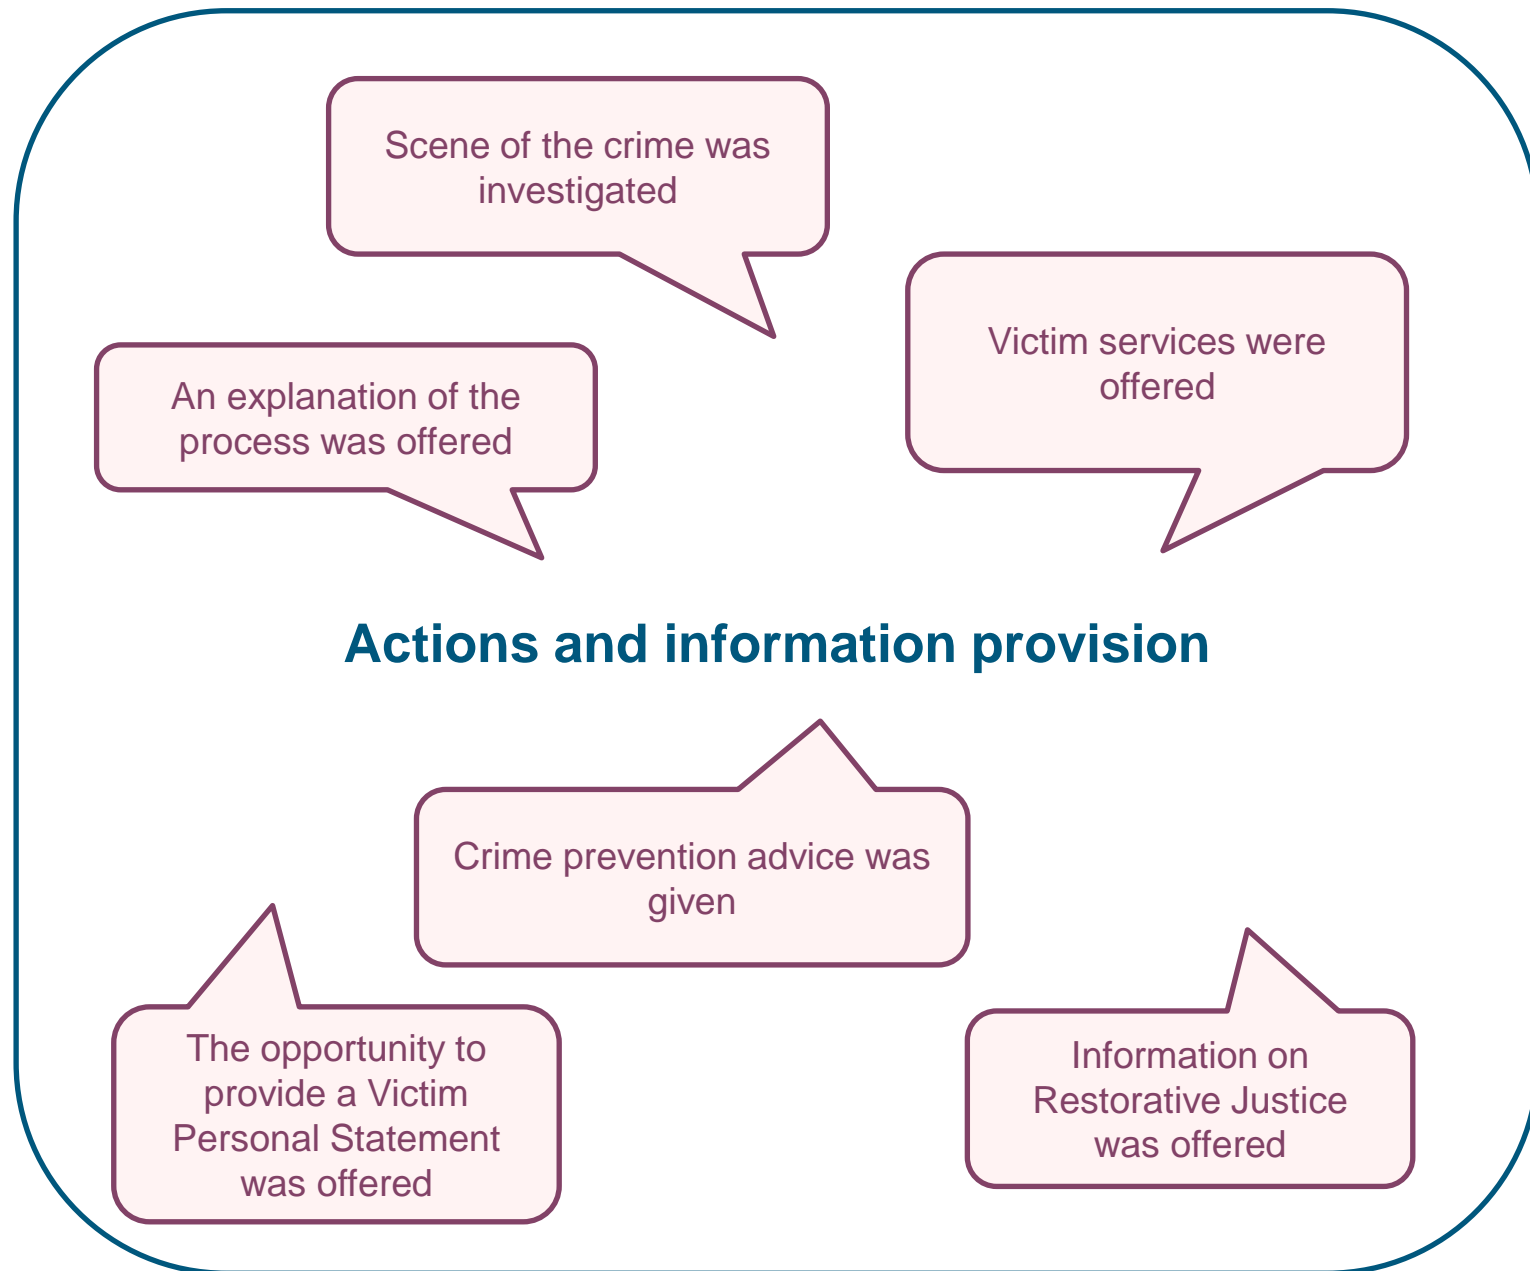 Scene of the crime was
investigated
Victim services were
offered
An explanation of the
process was offered
Actions and information provision
Crime prevention advice was
given
The opportunity to
provide a Victim
Personal Statement
was offered
Information on
Restorative Justice
was offered